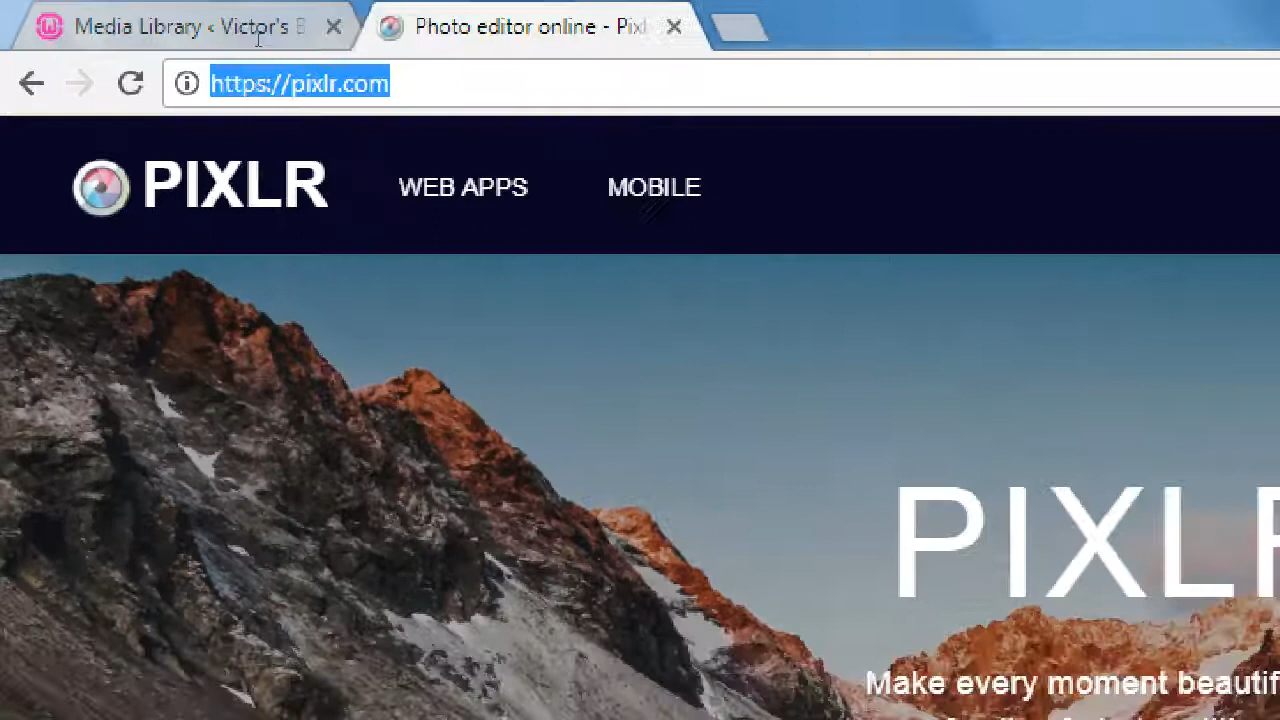 Media Library ‹ Victor's
Photo editor online - Pixl
https://pixlr.com
PIXLR
WEB APPS
MOBILE
PIXLR
Make every moment beautif